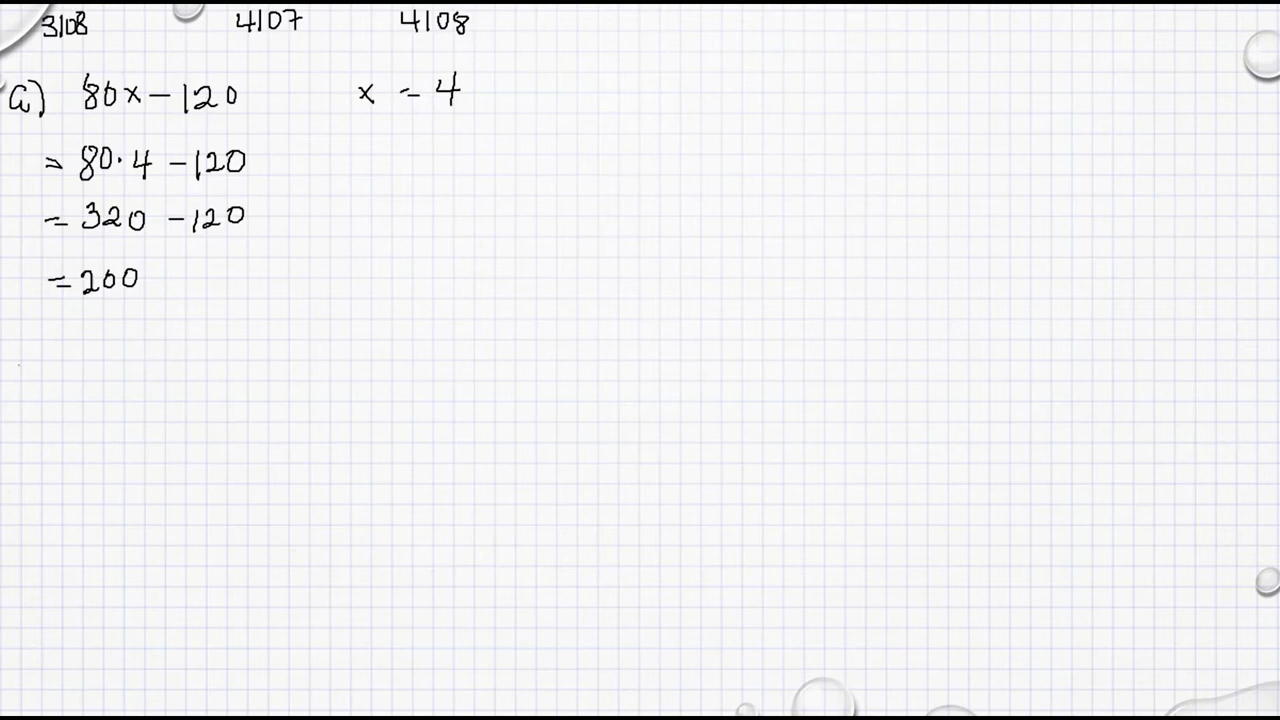 3108 4107 4108
a) 80x - 120 x = 4
= 80·4 - 120
= 320 - 120
= 200